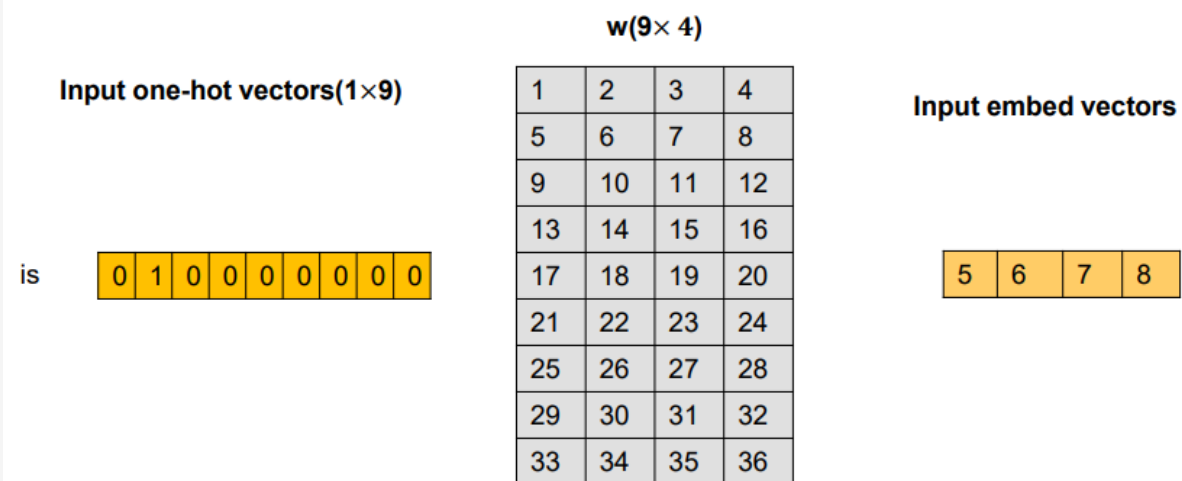 w(9× 4)
Input one-hot vectors(1×9)
Input embed vectors
1 2 3 4
5 6 7 8
9 10 11 12
13 14 15 16
is
0 1 0 0 0 0 0 0 0
17 18 19 20
5 6 7 8
21 22 23 24
25 26 27 28
29 30 31 32
33 34 35 36